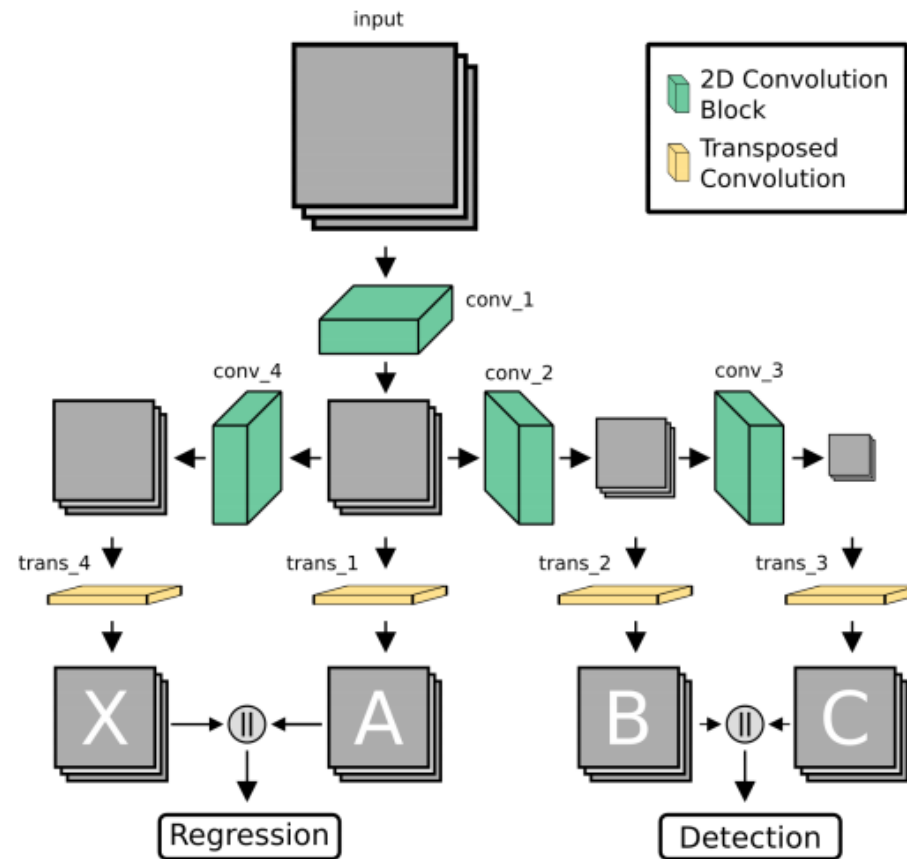 input
2D Convolution
Block
Transposed
Convolution
conv_1
conv_4
conv_2
conv_3
trans_4
trans_1
trans_2
trans_3
X
A
B
C
||
||
Regression
Detection